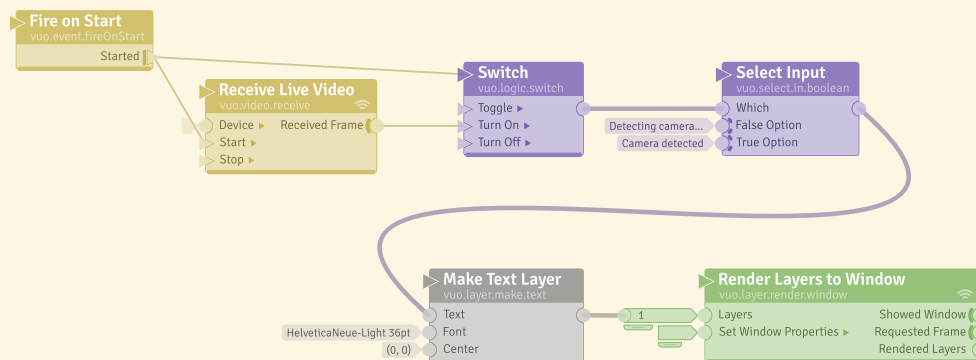 Fire on Start
vuo.event.fireOnStart
Started
Receive Live Video
vuo.video.receive
Device
Received Frame
Start
Stop
Switch
vuo.logic.switch
Toggle
Turn On
Turn Off
Select Input
vuo.select.in.boolean
Which
Detecting camera...
False Option
Camera detected
True Option
Make Text Layer
vuo.layer.make.text
Text
HelveticaNeue-Light 36pt
Font
(0, 0)
Center
Render Layers to Window
vuo.layer.render.window
1
Layers
Showed Window
Set Window Properties
Requested Frame
Rendered Layers